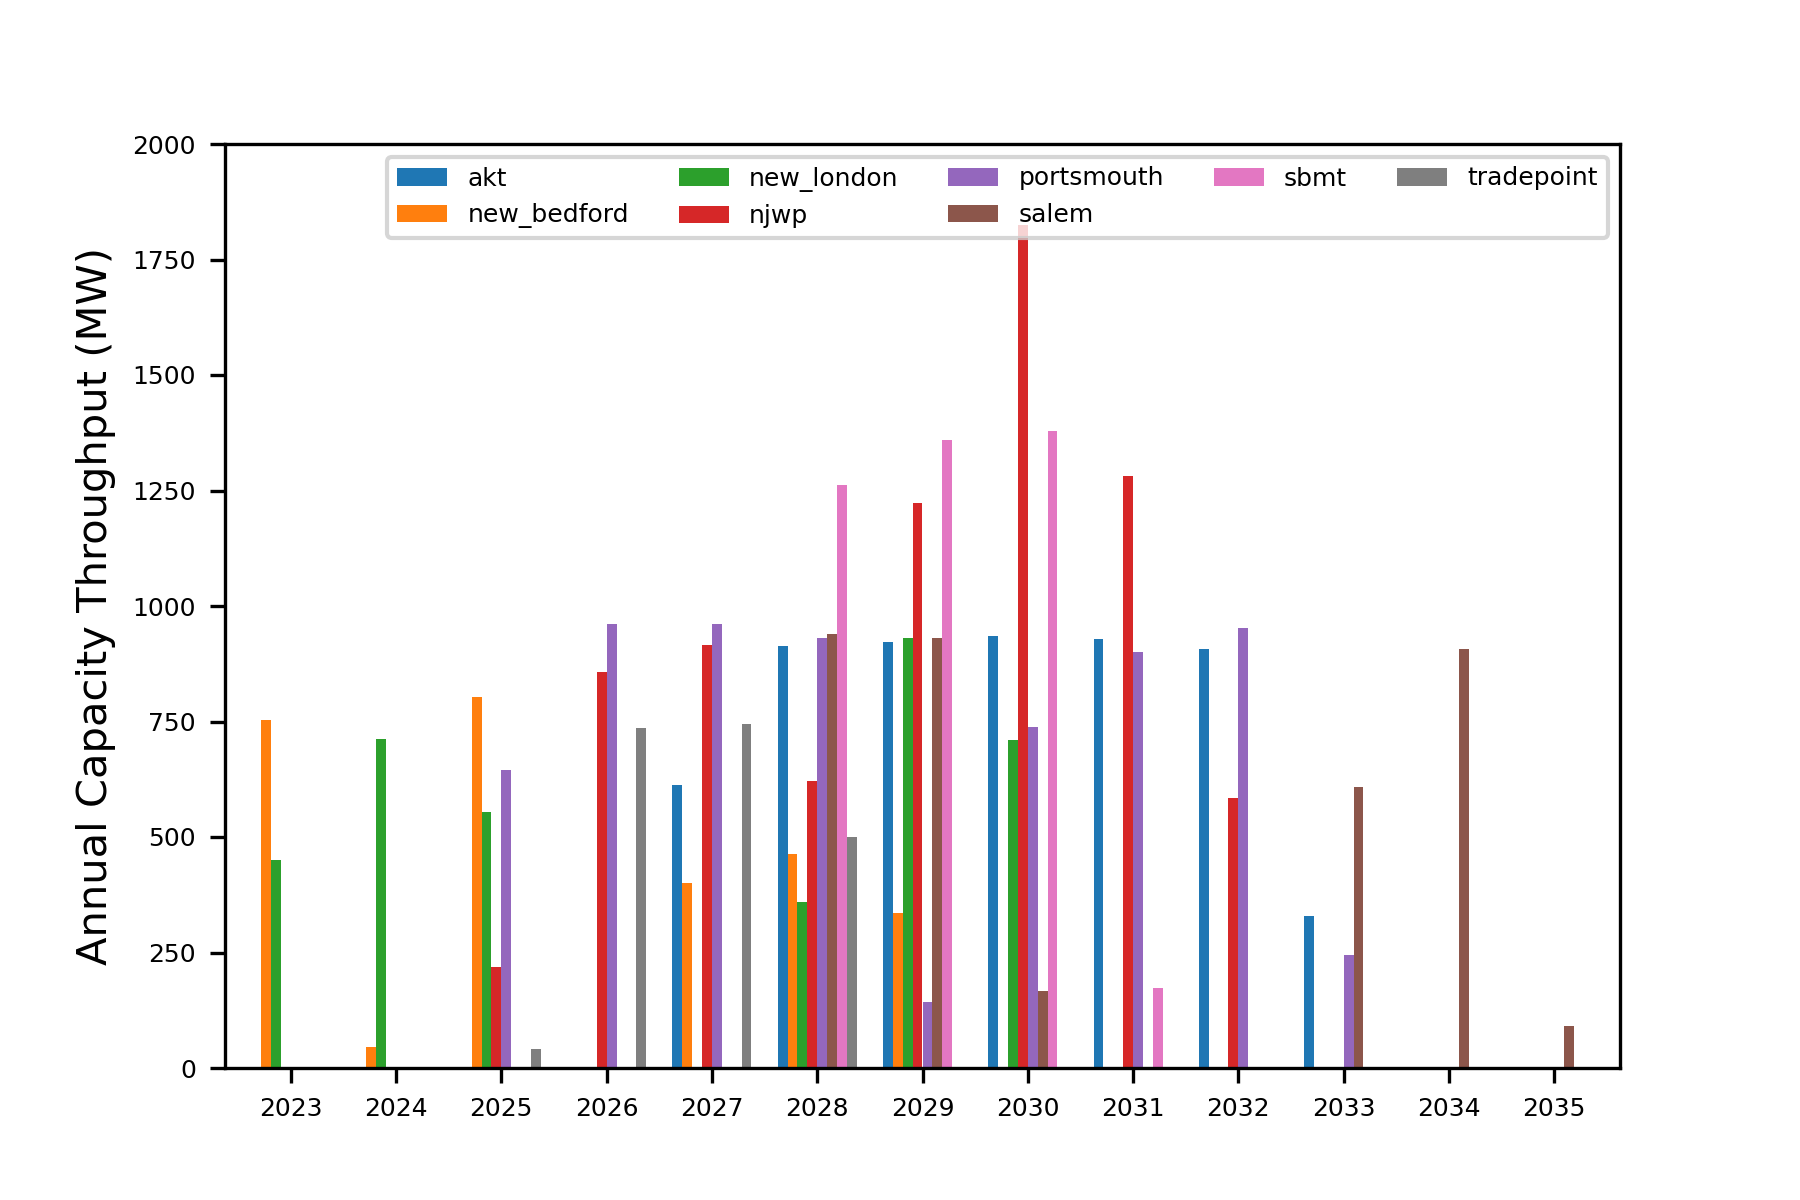 akt new_london portsmouth sbmt tradepoint
new_bedford njwp salem
Annual Capacity Throughput (MW)
2000
1750
1500
1250
1000
750
500
250
0
2023 2024 2025 2026 2027 2028 2029 2030 2031 2032 2033 2034 2035